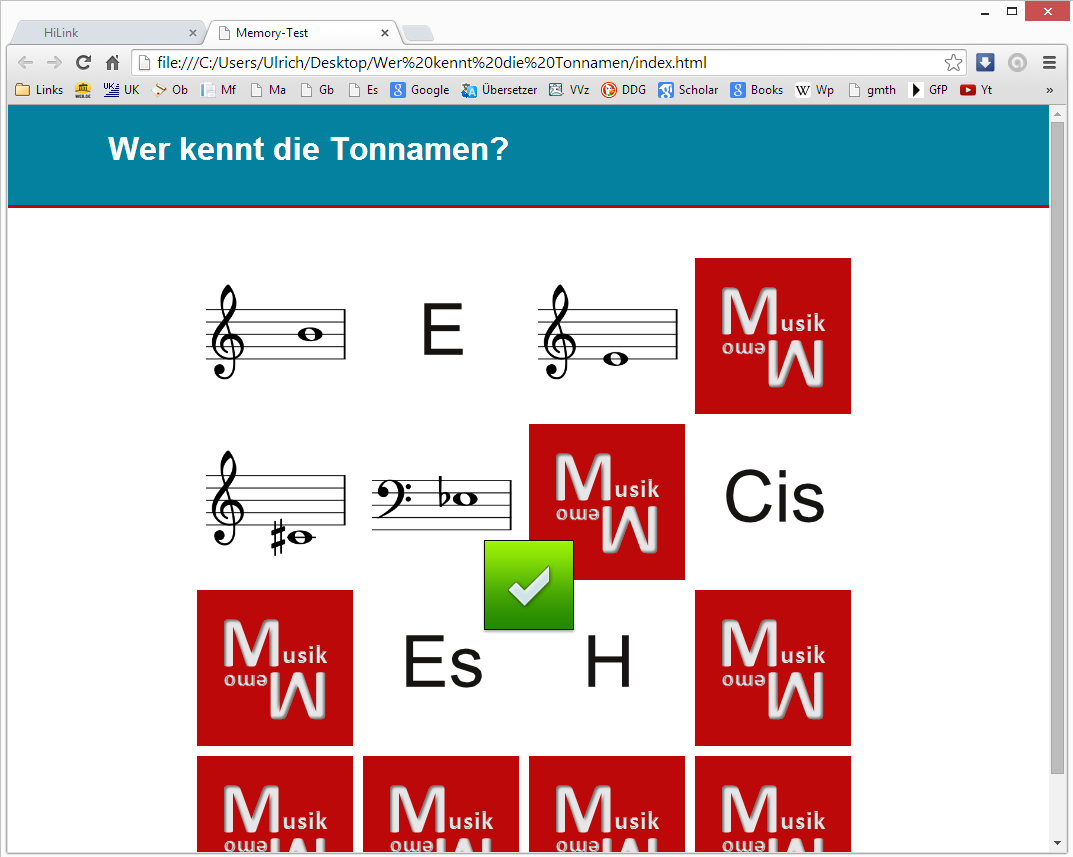 HiLink
Memory-Test
file:///C:/Users/Ulrich/Desktop/Wer%20kennt%20die%20Tonnamen/index.html
Links UK Ob Mf Ma Gb Es Google Übersetzer VVz DDG Scholar Books Wp gmth GfP Yt »
Wer kennt die Tonnamen?
E
Musik
Memo
Musik
Memo
Cis
Musik
Memo
Es
H
Musik
Memo
Musik
Musik
Musik
Musik